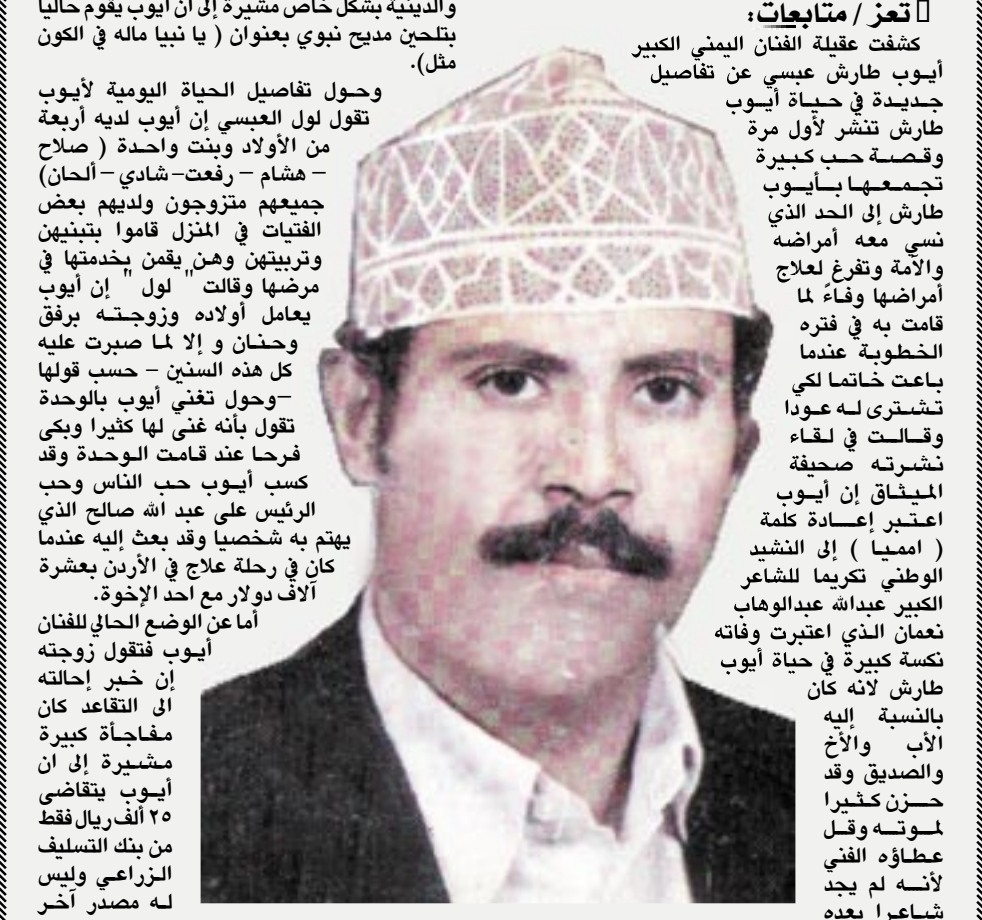 تعز / متابعات:
كشفت عقيلة الفنان اليمني الكبير
أيوب طارش عبسي عن تفاصيل
جديدة في حياة أيوب
طارش تنشر لأول مرة
وقصة حب كبيرة
تجمعها بأيوب
طارش إلى الحد الذي
نسي معه أمراضه
والآمة وتفرغ لعلاج
أمراضها وفاءً لما
قامت به في فتره
الخطوبة عندما
باعت خاتما لكي
تشترى له عودا
وقالت في لقاء
نشرته صحيفة
الميثاق إن أيوب
اعتبر إعادة كلمة
( امميا ) إلى النشيد
الوطني تكريما للشاعر
الكبير عبدالله عبدالوهاب
نعمان الذي اعتبرت وفاته
نكسة كبيرة في حياة أيوب
طارش لانه كان
بالنسبة إليه
الأب والأخ
والصديق وقد
حزن كثيرا
لموته وقل
عطاؤه الفني
لأنه لم يجد
شاعرا بعده
والدينية بشكل خاص مشيرة إلى ان أيوب يقوم حاليا
بتلحين مديح نبوي بعنوان ( يا نبيا ماله في الكون
مثل).
وحول تفاصيل الحياة اليومية لأيوب
تقول لول العبسي إن أيوب لديه أربعة
من الأولاد وبنت واحدة ( صلاح
– هشام – رفعت– شادي – ألحان)
جميعهم متزوجون ولديهم بعض
الفتيات في المنزل قاموا بتبنيهن
وتربيتهن وهن يقمن بخدمتها في
مرضها وقالت " لول " إن أيوب
يعامل أولاده وزوجته برفق
وحنان و إلا لما صبرت عليه
كل هذه السنين – حسب قولها
–وحول تغني أيوب بالوحدة
تقول بأنه غنى لها كثيرا وبكى
فرحا عند قامت الوحدة وقد
كسب أيوب حب الناس وحب
الرئيس على عبد الله صالح الذي
يهتم به شخصيا وقد بعث إليه عندما
كان في رحلة علاج في الأردن بعشرة
آلاف دولار مع احد الإخوة.
أما عن الوضع الحالي للفنان
أيوب فتقول زوجته
إن خبر إحالته
الى التقاعد كان
مفاجأة كبيرة
مشيرة إلى ان
أيوب يتقاضى
٢٥ ألف ريال فقط
من بنك التسليف
الزراعي وليس
له مصدر آخر